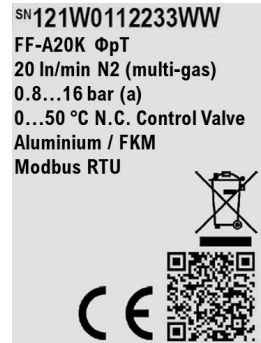 SN121W0112233WW
FF-A20K ΦpT
20 ln/min N2 (multi-gas)
0.8...16 bar (a)
0...50 °C N.C. Control Valve
Aluminium / FKM
Modbus RTU
CE